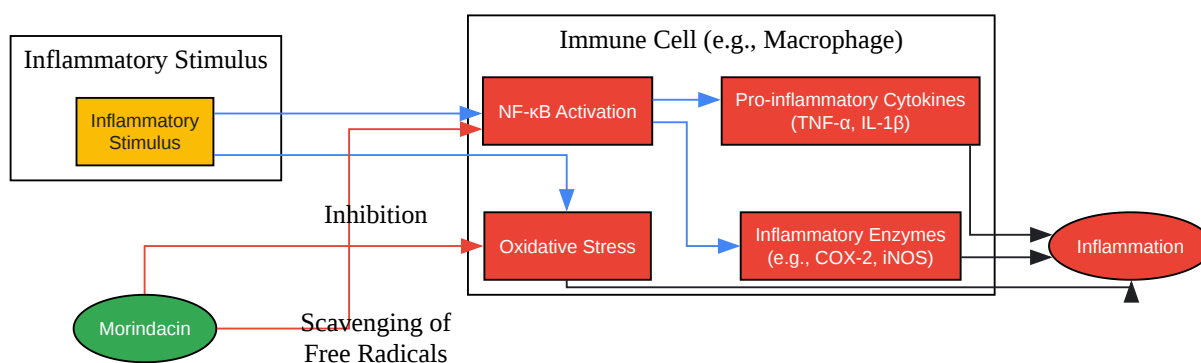 Immune Cell (e.g., Macrophage)
Inflammatory Stimulus
Inflammatory
Stimulus
NF-κB Activation
Pro-inflammatory Cytokines
(TNF-α, IL-1β)
Inhibition
Oxidative Stress
Inflammatory Enzymes
(e.g., COX-2, iNOS)
Inflammation
Morindacin
Scavenging of
Free Radicals